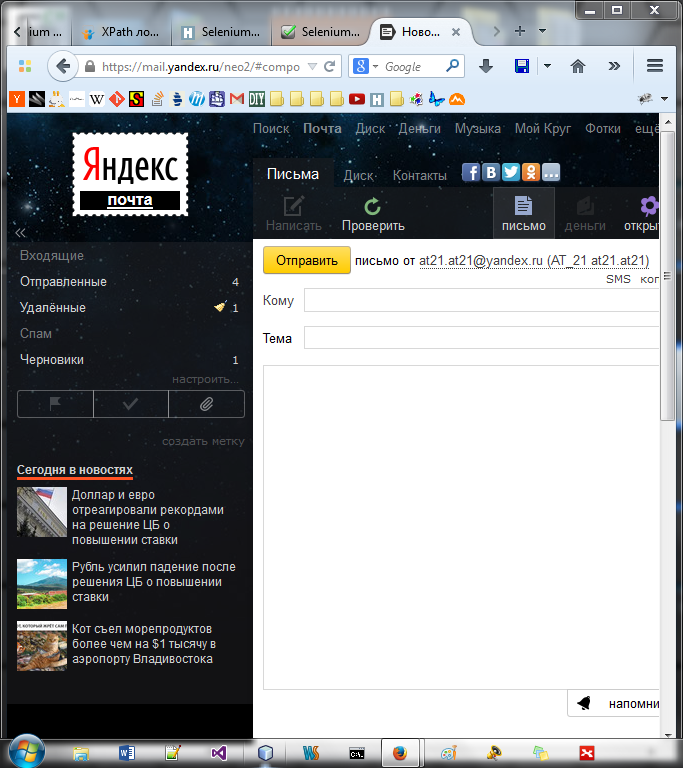 ium ...
XPath ло...
Selenium...
Selenium...
Ново...
https://mail.yandex.ru/neo2/#compo
Google
DIY
Поиск Почта Диск Деньги Музыка Мой Круг Фотки ещё
Яндекс
почта
Письма Диск Контакты
Написать Проверить письмо деньги откры
Входящие
Отправленные 4
Удалённые 1
Спам
Черновики 1
настроить...
создать метку
Отправить письмо от at21.at21@yandex.ru (AT_21 at21.at21)
SMS коп
Кому
Тема
напомни
Сегодня в новостях
Доллар и евро
отреагировали рекордами
на решение ЦБ о
повышении ставки
Рубль усилил падение после
решения ЦБ о повышении
ставки
Кот съел морепродуктов
более чем на $1 тысячу в
аэропорту Владивостока